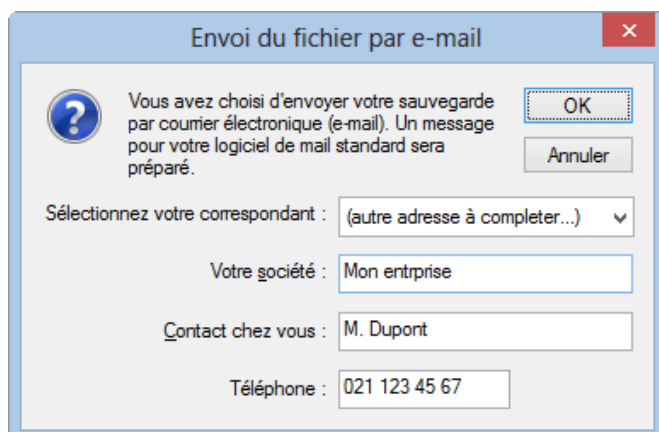 Envoi du fichier par e-mail
Vous avez choisi d'envoyer votre sauvegarde
par courrier électronique (e-mail). Un message
pour votre logiciel de mail standard sera
préparé.
OK
Annuler
Sélectionnez votre correspondant : (autre adresse à completer...)
Votre société : Mon entrprise
Contact chez vous : M. Dupont
Téléphone : 021 123 45 67